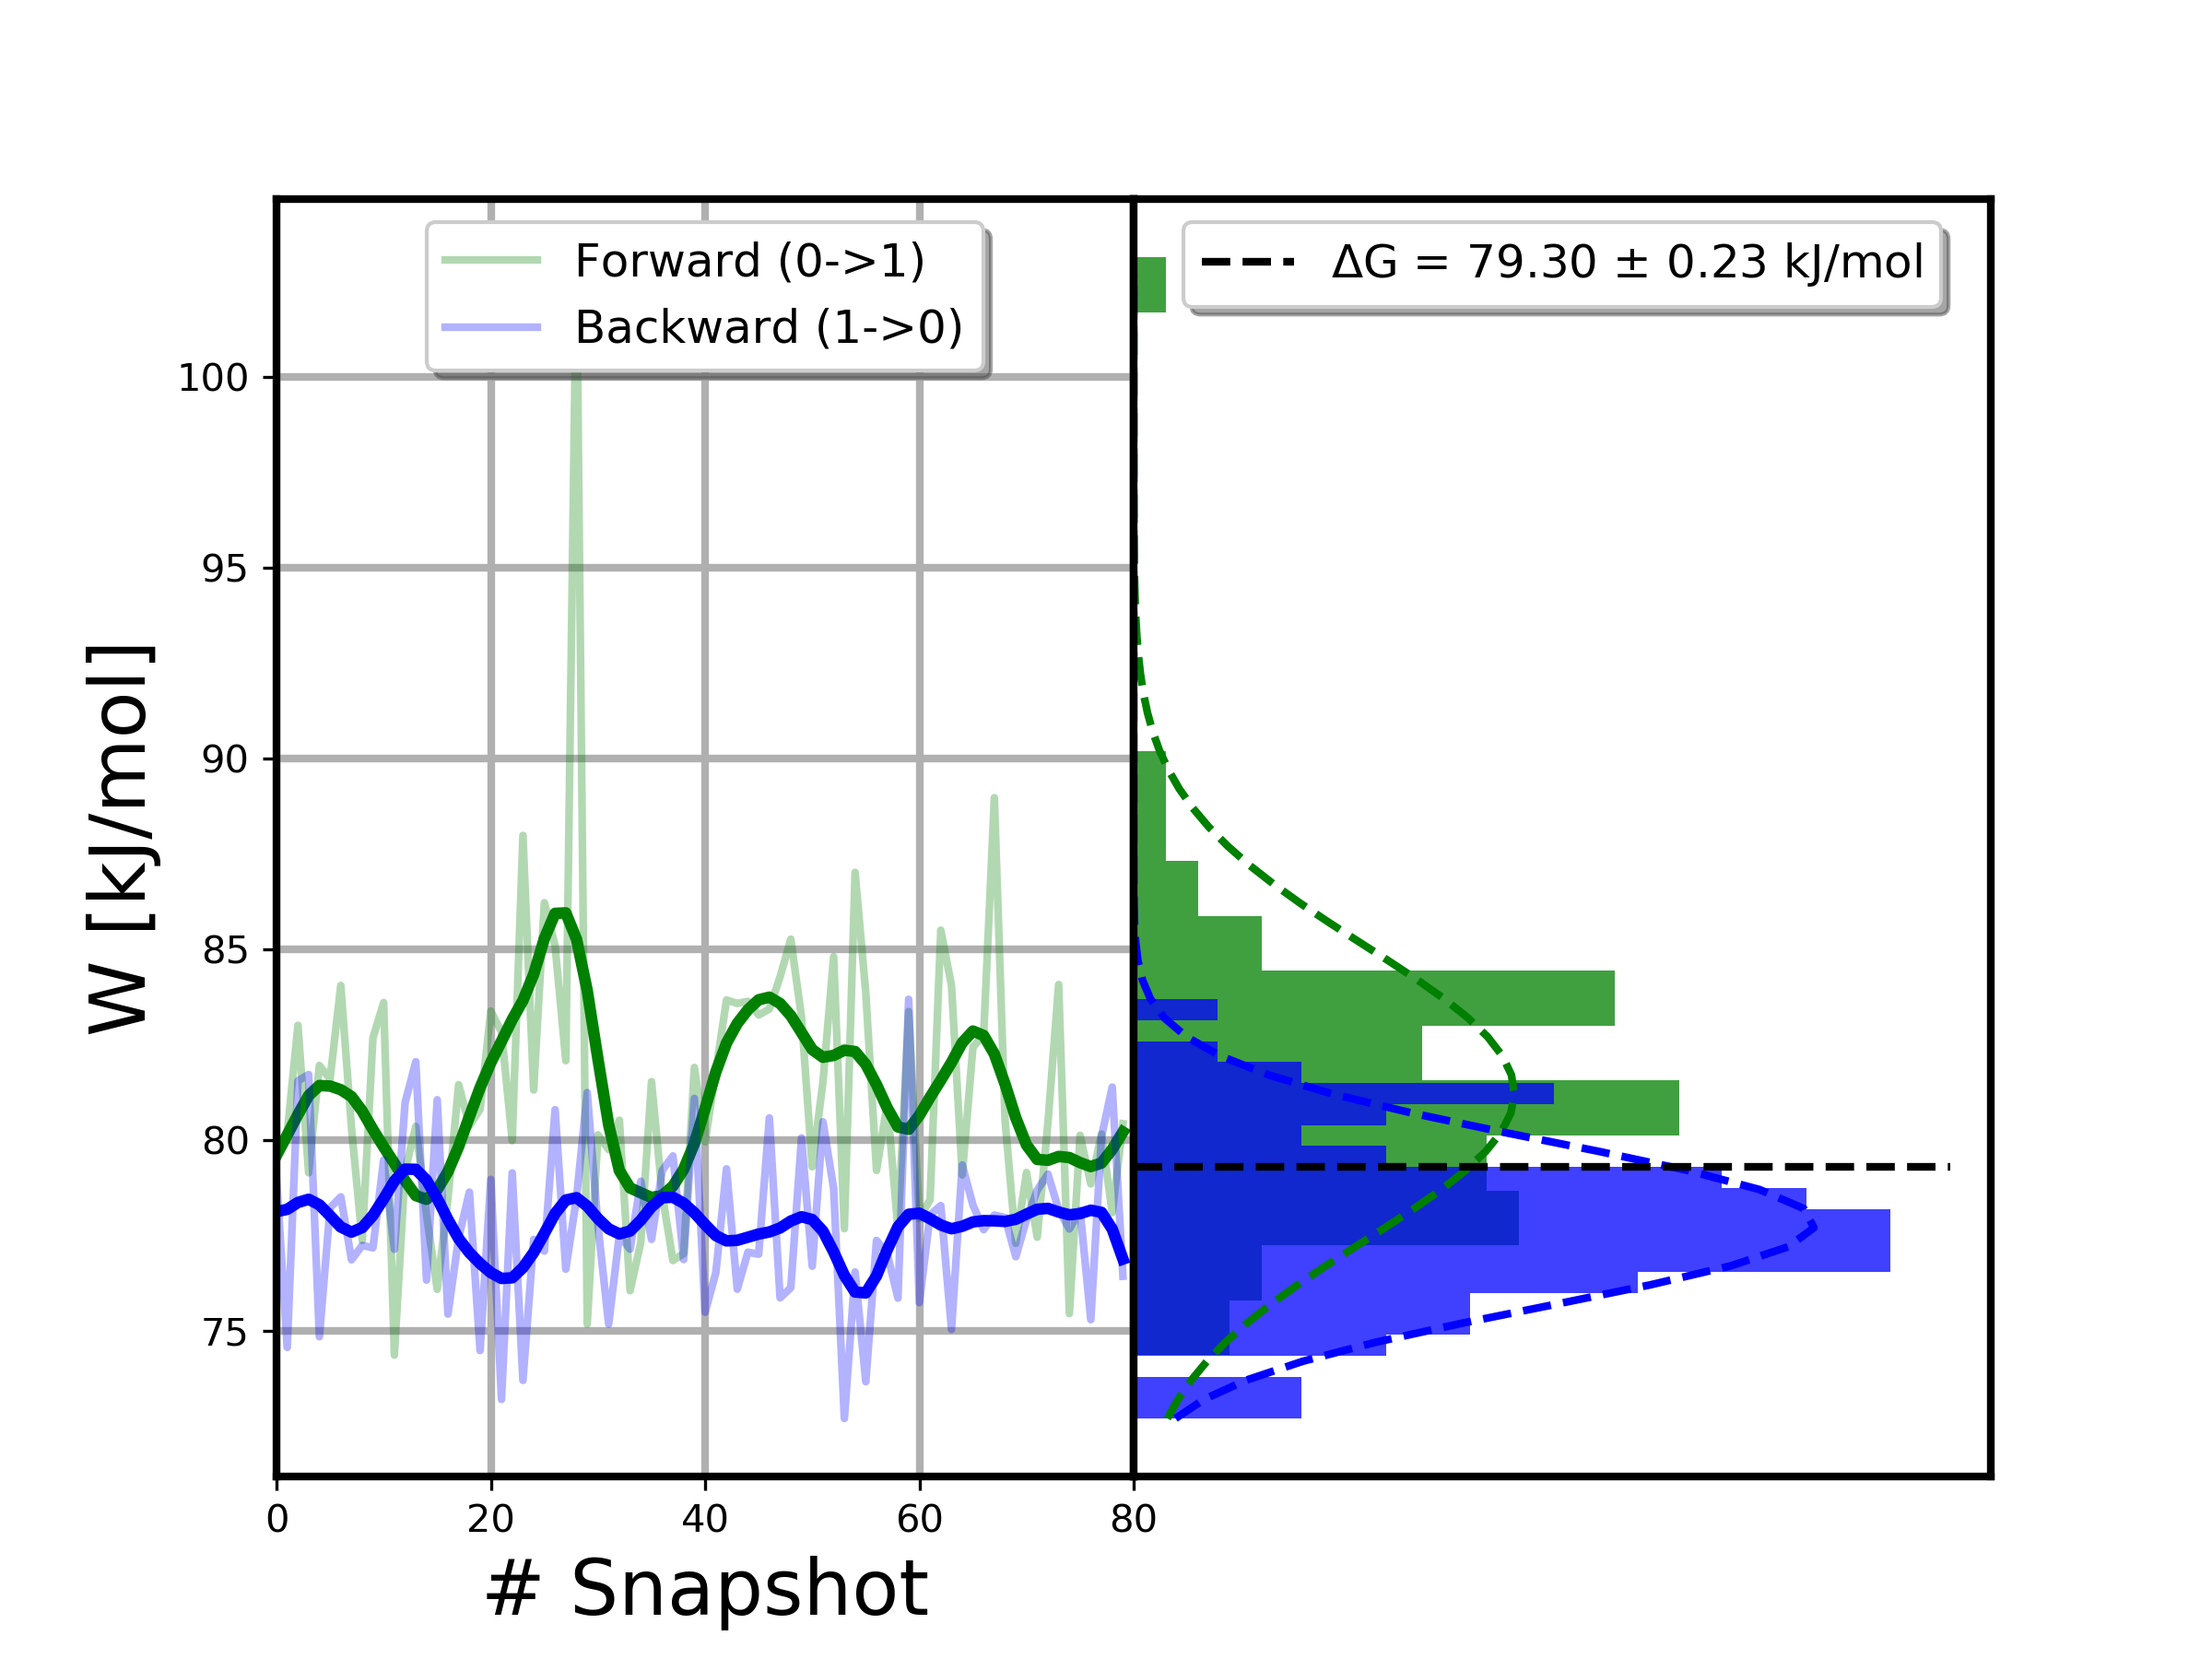 Forward (0->1)
Backward (1->0)
ΔG = 79.30 ± 0.23 kJ/mol
W [kJ/mol]
100
95
90
85
80
75
0 20 40 60 80
# Snapshot